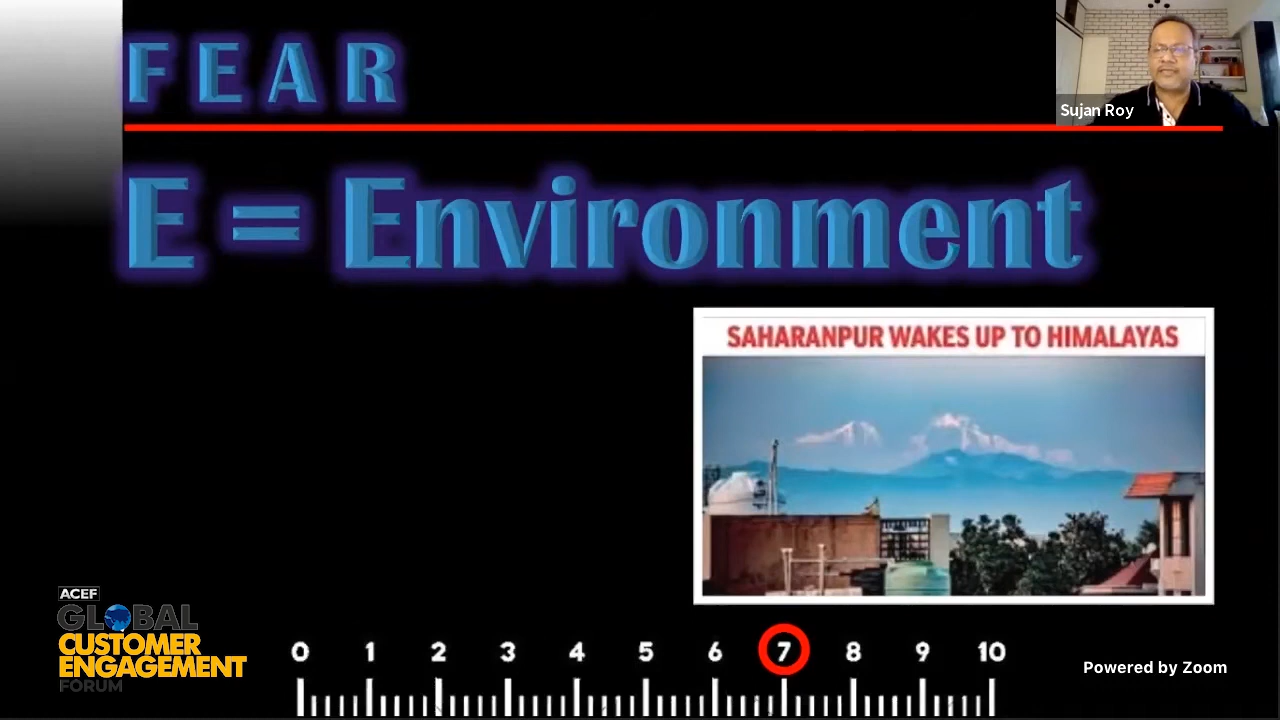 FEAR
Sujan Roy
E = Environment
SAHARANPUR WAKES UP TO HIMALAYAS
ACEF
GLOBAL
CUSTOMER
ENGAGEMENT
FORUM
0 1 2 3 4 5 6 7 8 9 10
Powered by Zoom